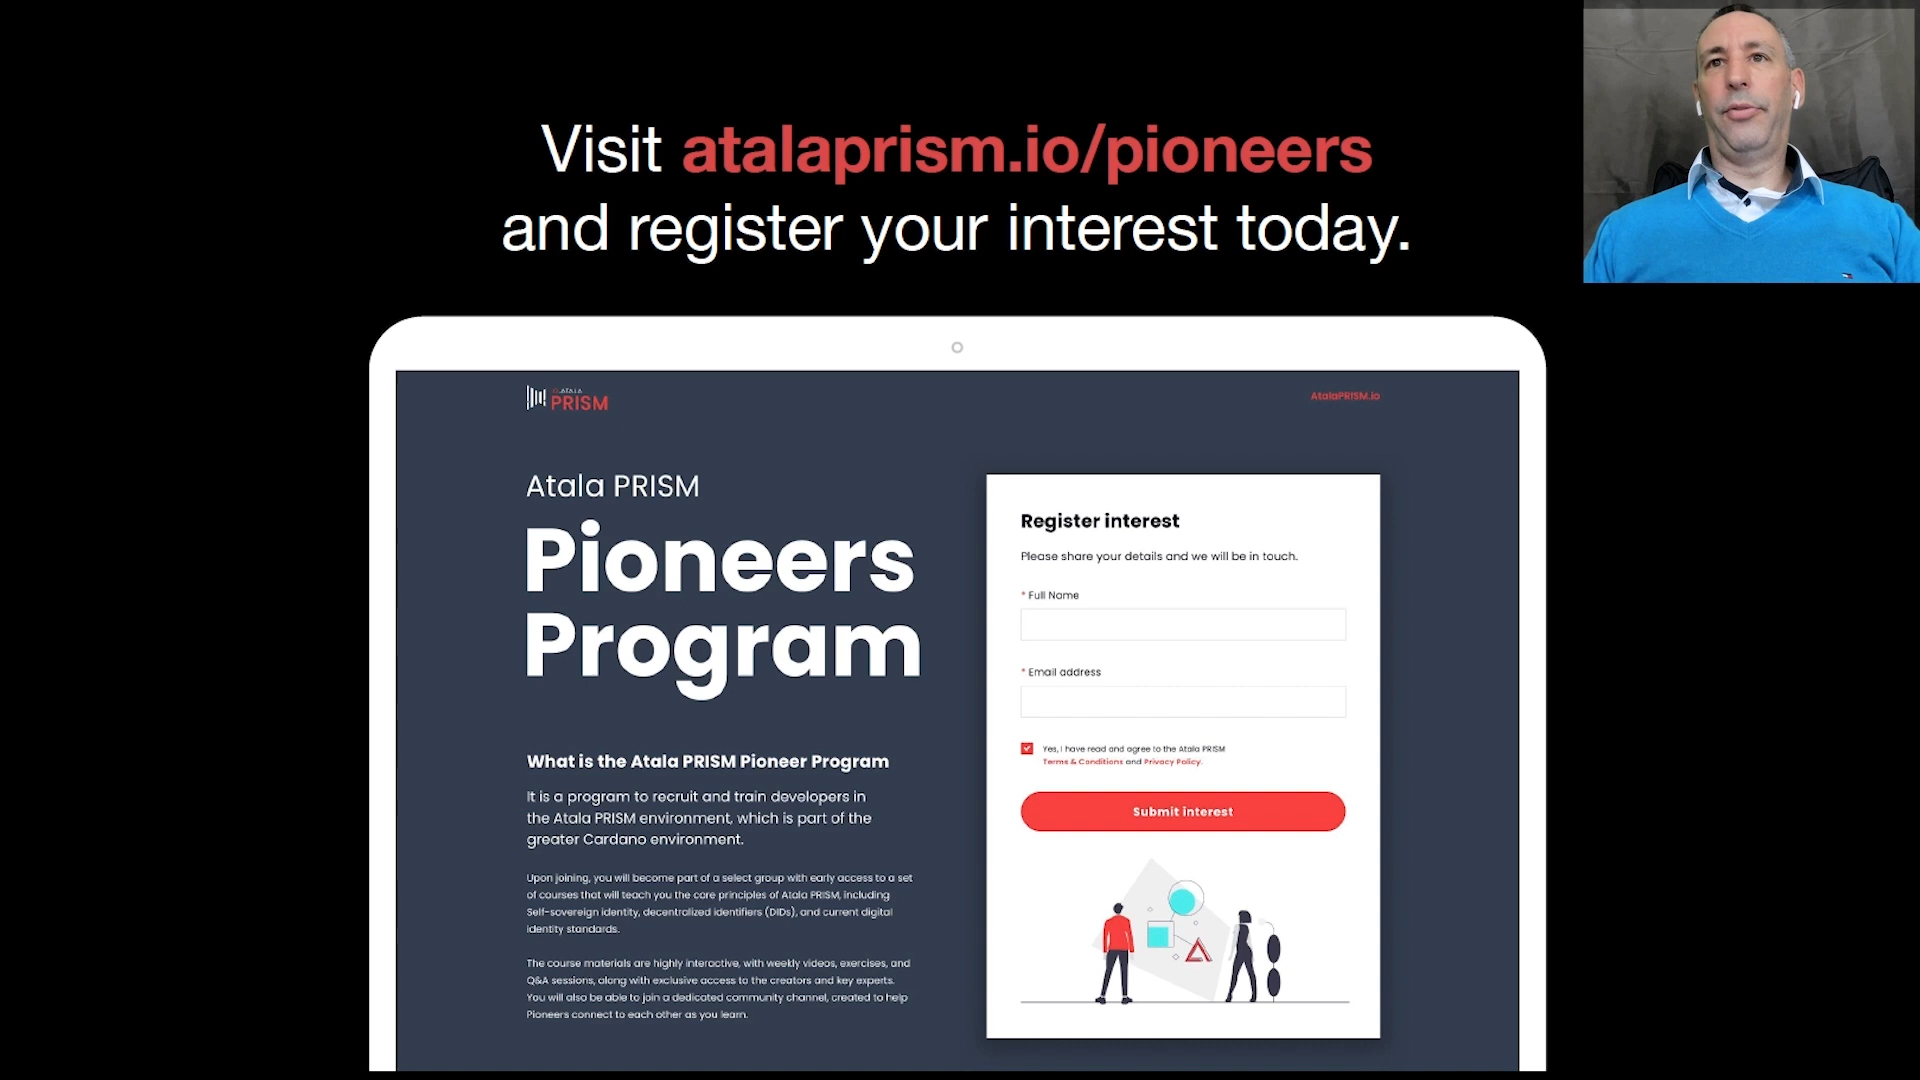 Visit atalaprism.io/pioneers
and register your interest today.
ATALA
PRISM
AtalaPRISM.io
Atala PRISM
Pioneers
Program
What is the Atala PRISM Pioneer Program
It is a program to recruit and train developers in
the Atala PRISM environment, which is part of the
greater Cardano environment.
Upon joining, you will become part of a select group with early access to a set
of courses that will teach you the core principles of Atala PRISM, including
Self-sovereign identity, decentralized identifiers (DIDs), and current digital
identity standards.
The course materials are highly interactive, with weekly videos, exercises, and
Q&A sessions, along with exclusive access to the creators and key experts.
You will also be able to join a dedicated community channel, created to help
Pioneers connect to each other as you learn.
Register interest
Please share your details and we will be in touch.
* Full Name
* Email address
Yes, I have read and agree to the Atala PRISM
Terms & Conditions and Privacy Policy.
Submit interest